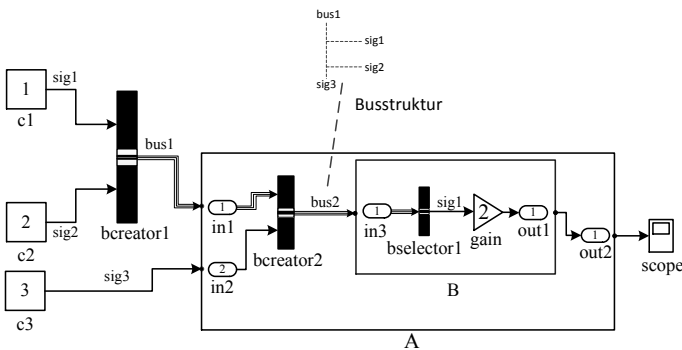 bus1
sig1
sig2
sig3
Busstruktur
1
sig1
c1
bus1
2
sig2
c2
bcreator1
3
sig3
c3
1
in1
2
in2
bcreator2
bus2
1
in3
bselector1
sig1
2
gain
1
out1
B
1
out2
A
scope